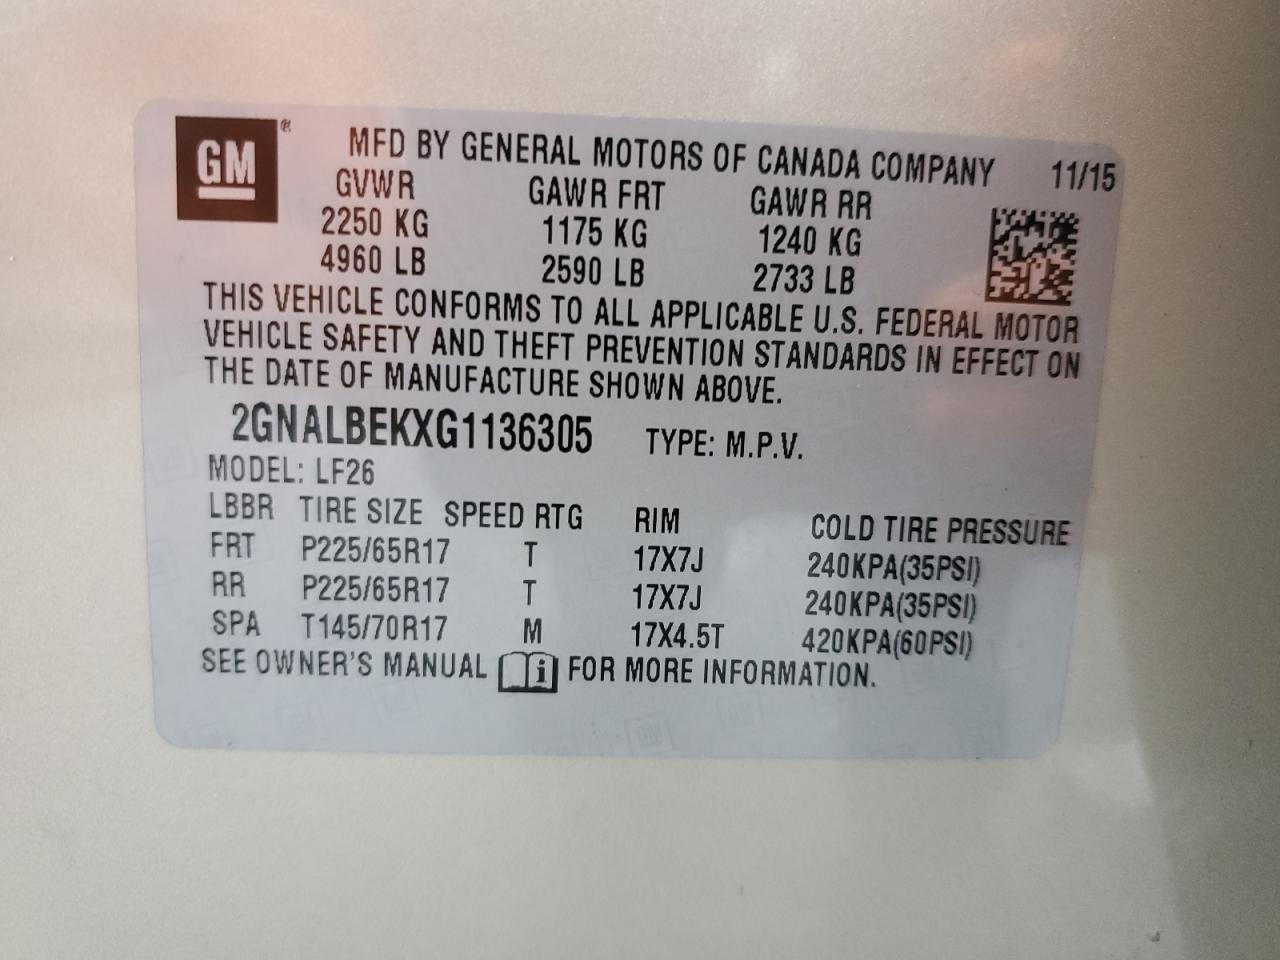 GM® MFD BY GENERAL MOTORS OF CANADA COMPANY 11/15
GVWR GAWR FRT GAWR RR
2250 KG 1175 KG 1240 KG
4960 LB 2590 LB 2733 LB
THIS VEHICLE CONFORMS TO ALL APPLICABLE U.S. FEDERAL MOTOR
VEHICLE SAFETY AND THEFT PREVENTION STANDARDS IN EFFECT ON
THE DATE OF MANUFACTURE SHOWN ABOVE.
2GNALBEKXG1136305 TYPE: M.P.V.
MODEL: LF26
LBBR TIRE SIZE SPEED RTG RIM COLD TIRE PRESSURE
FRT P225/65R17 T 17X7J 240KPA(35PSI)
RR P225/65R17 T 17X7J 240KPA(35PSI)
SPA T145/70R17 M 17X4.5T 420KPA(60PSI)
SEE OWNER'S MANUAL i FOR MORE INFORMATION.